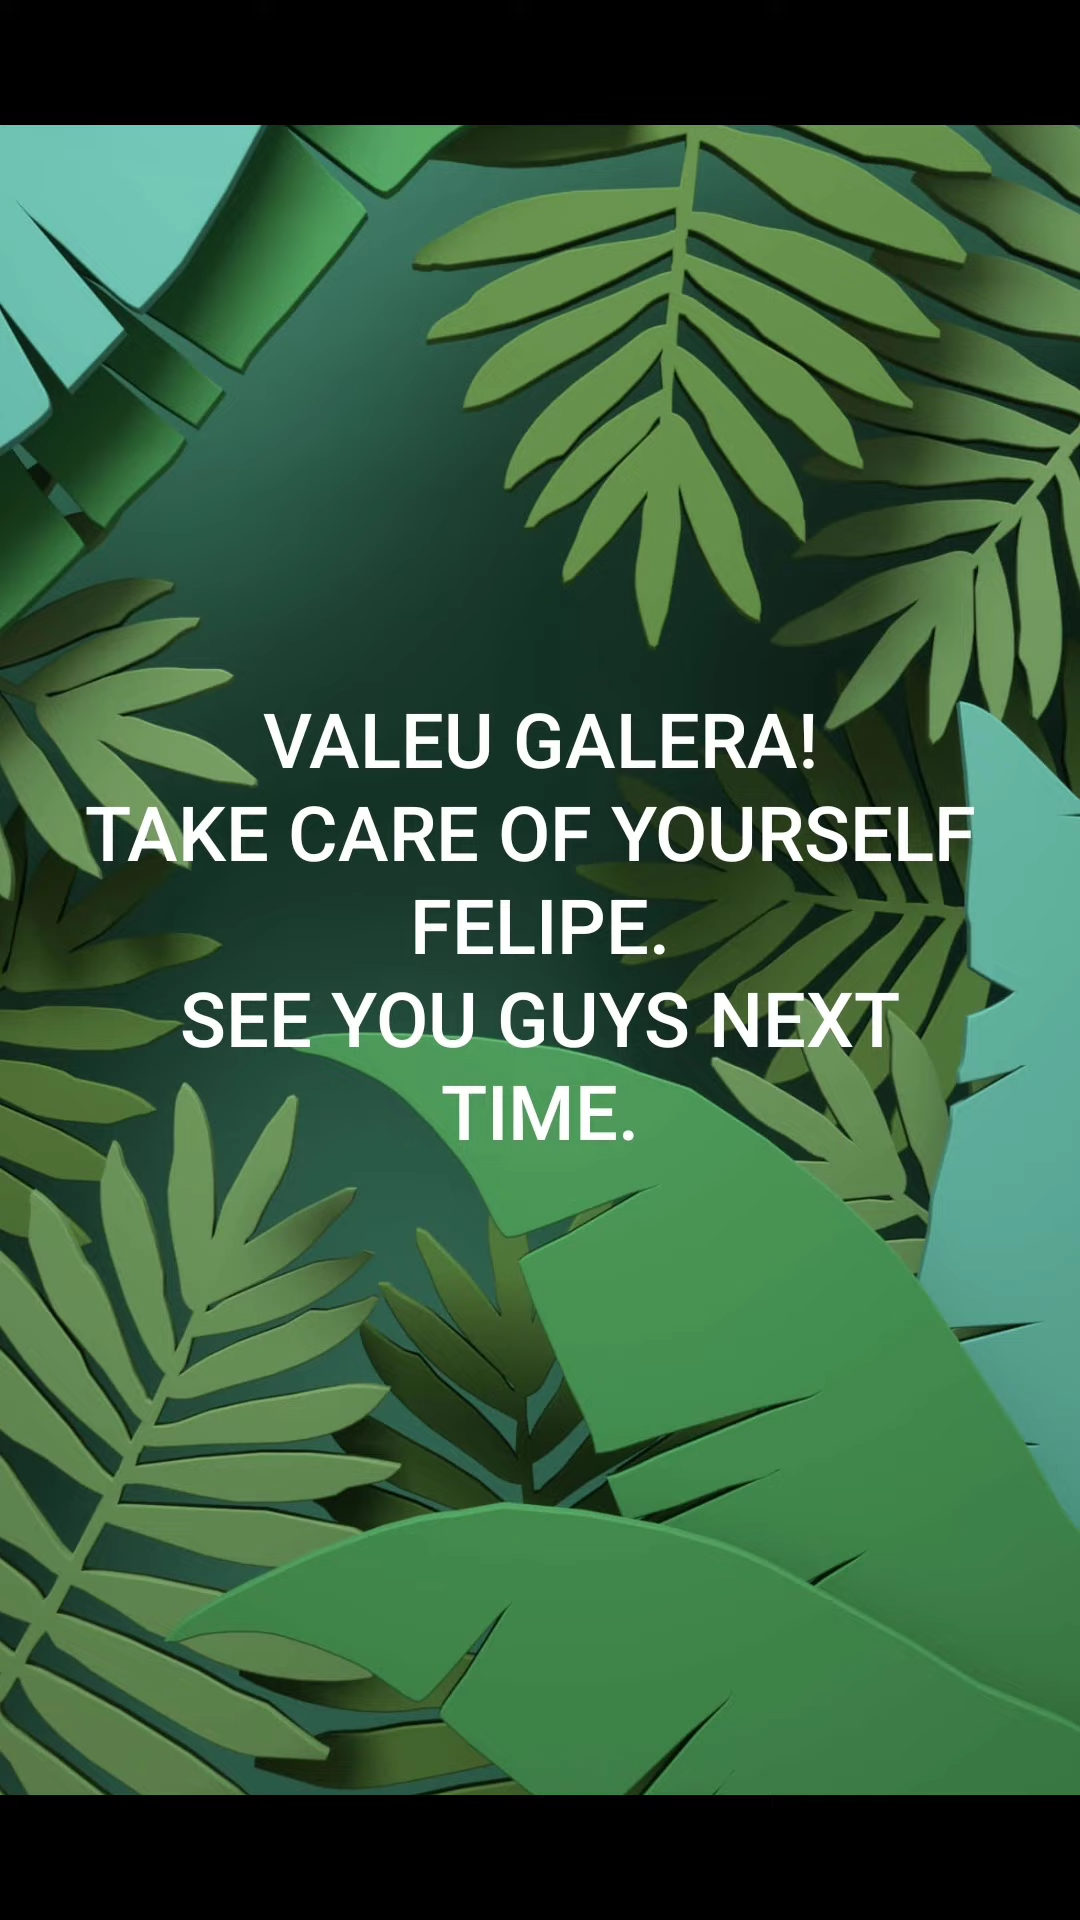 VALEU GALERA!
TAKE CARE OF YOURSELF
FELIPE.
SEE YOU GUYS NEXT
TIME.